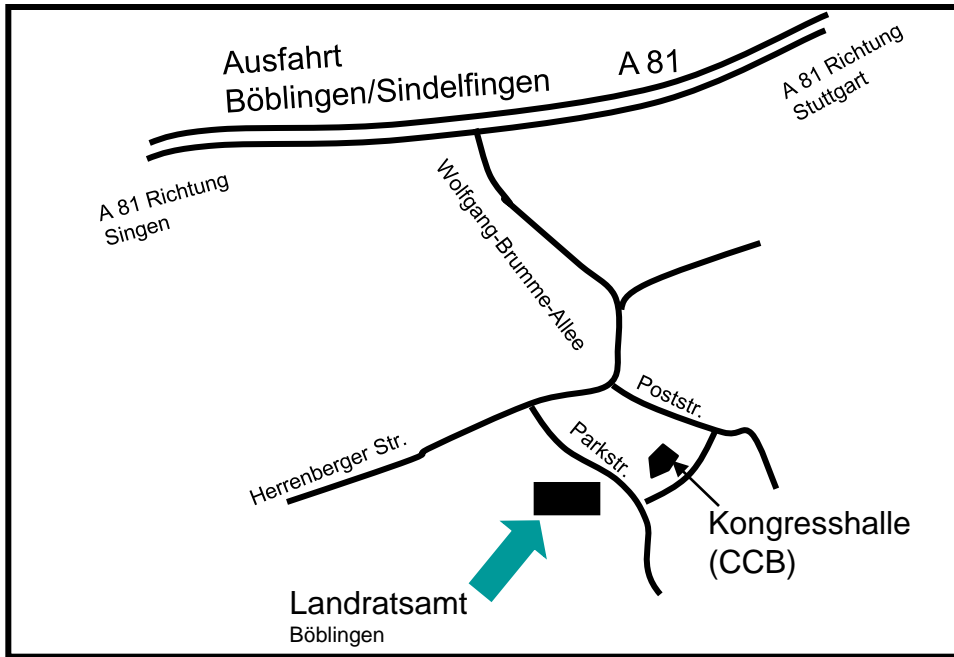 Ausfahrt
Böblingen/Sindelfingen
A 81
A 81 Richtung
Stuttgart
A 81 Richtung
Singen
Wolfgang-Brumme-Allee
Poststr.
Herrenberger Str.
Parkstr.
Kongresshalle
(CCB)
Landratsamt
Böblingen